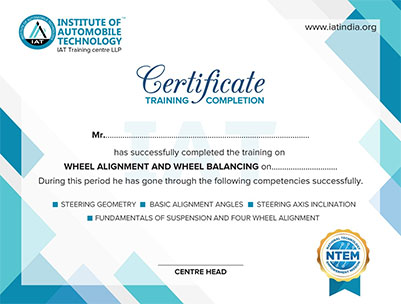 INSTITUTE OF
AUTOMOBILE
TECHNOLOGY
IAT Training centre LLP
IAT
www.iatindia.org
Certificate
TRAINING COMPLETION
IAT
Mr.
has successfully completed the training on
WHEEL ALIGNMENT AND WHEEL BALANCING on
During this period he has gone through the following competencies successfully.
STEERING GEOMETRY BASIC ALIGNMENT ANGLES STEERING AXIS INCLINATION
FUNDAMENTALS OF SUSPENSION AND FOUR WHEEL ALIGNMENT
NTEM
CENTRE HEAD